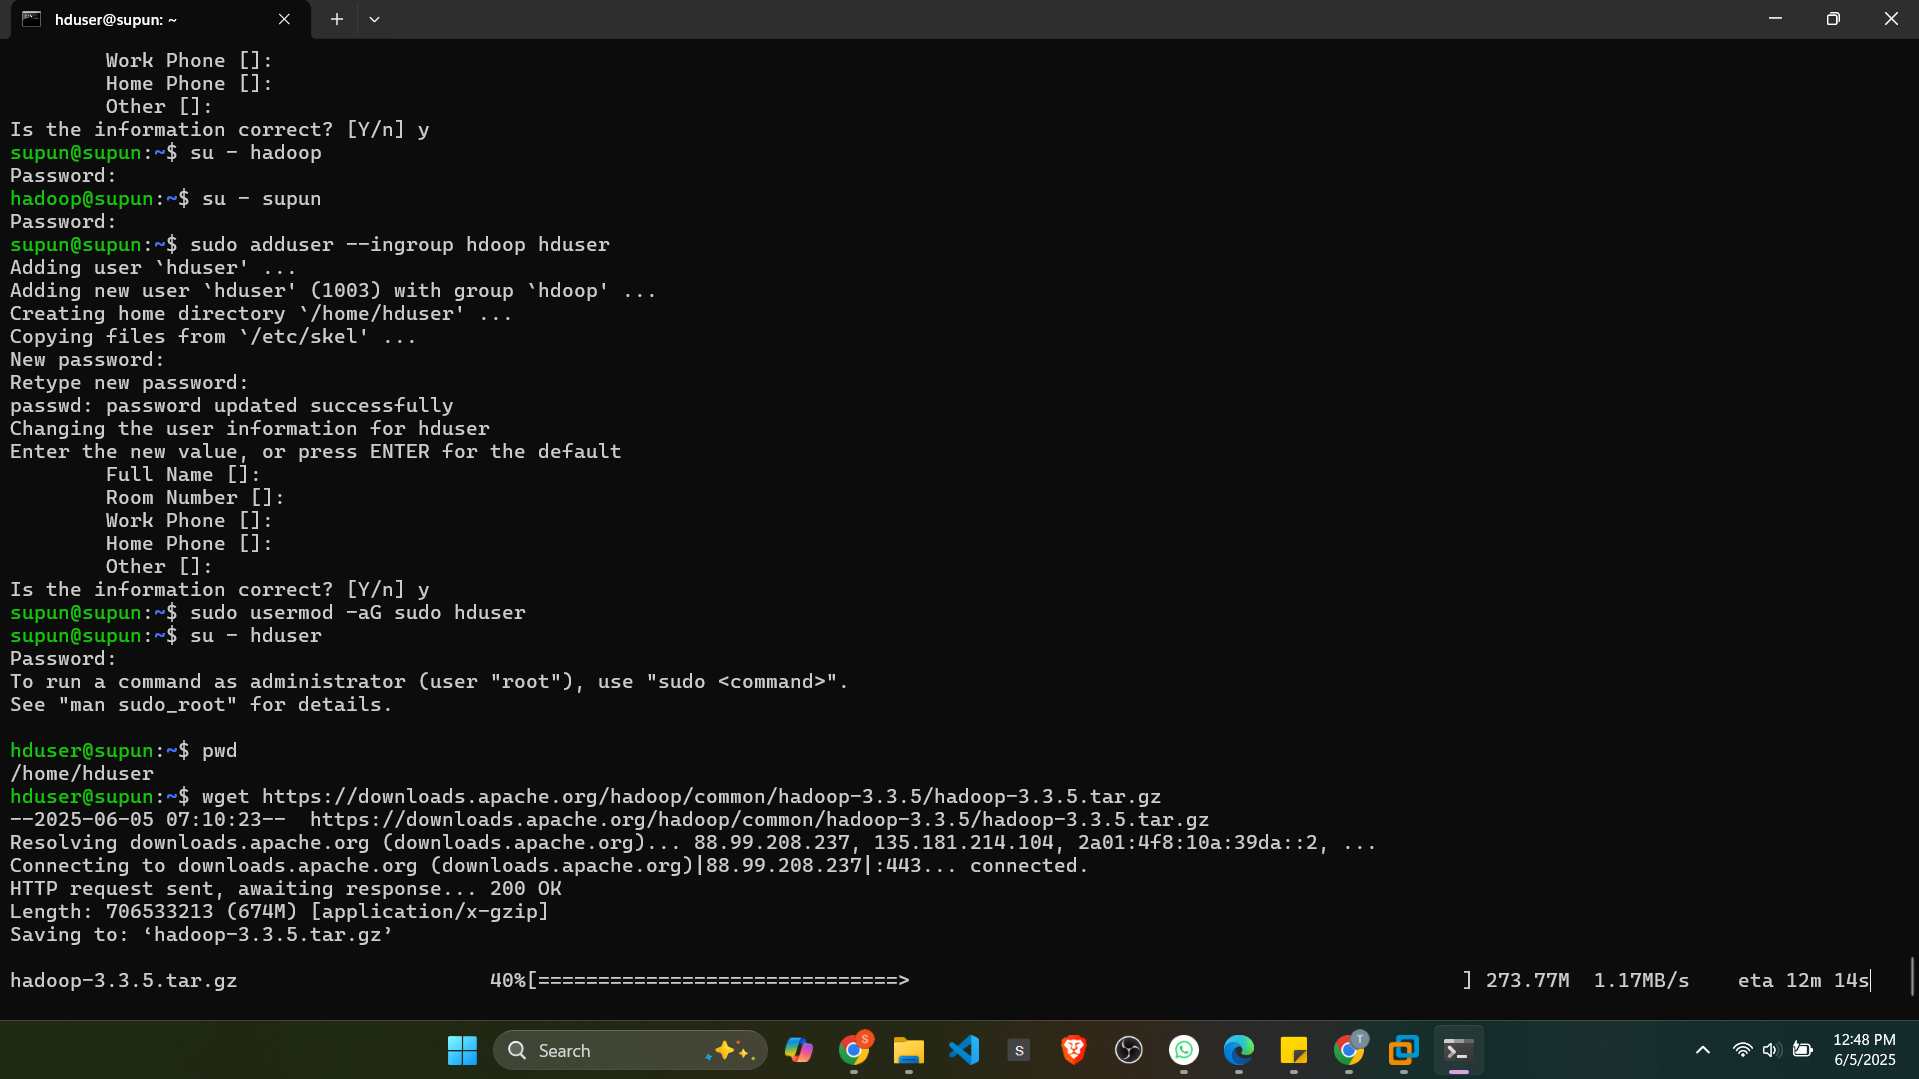 hduser@supun: ~
Work Phone []:
Home Phone []:
Other []:
Is the information correct? [Y/n] y
supun@supun:~$ su - hadoop
Password:
hadoop@supun:~$ su - supun
Password:
supun@supun:~$ sudo adduser --ingroup hdoop hduser
Adding user `hduser' ...
Adding new user `hduser' (1003) with group `hdoop' ...
Creating home directory `/home/hduser' ...
Copying files from `/etc/skel' ...
New password:
Retype new password:
passwd: password updated successfully
Changing the user information for hduser
Enter the new value, or press ENTER for the default
Full Name []:
Room Number []:
Work Phone []:
Home Phone []:
Other []:
Is the information correct? [Y/n] y
supun@supun:~$ sudo usermod -aG sudo hduser
supun@supun:~$ su - hduser
Password:
To run a command as administrator (user "root"), use "sudo <command>".
See "man sudo_root" for details.
hduser@supun:~$ pwd
/home/hduser
hduser@supun:~$ wget https://downloads.apache.org/hadoop/common/hadoop-3.3.5/hadoop-3.3.5.tar.gz
--2025-06-05 07:10:23--  https://downloads.apache.org/hadoop/common/hadoop-3.3.5/hadoop-3.3.5.tar.gz
Resolving downloads.apache.org (downloads.apache.org)... 88.99.208.237, 135.181.214.104, 2a01:4f8:10a:39da::2, ...
Connecting to downloads.apache.org (downloads.apache.org)|88.99.208.237|:443... connected.
HTTP request sent, awaiting response... 200 OK
Length: 706533213 (674M) [application/x-gzip]
Saving to: ‘hadoop-3.3.5.tar.gz’
hadoop-3.3.5.tar.gz 40%[==============================> ] 273.77M 1.17MB/s eta 12m 14s
Search
S
S
T
12:48 PM
6/5/2025